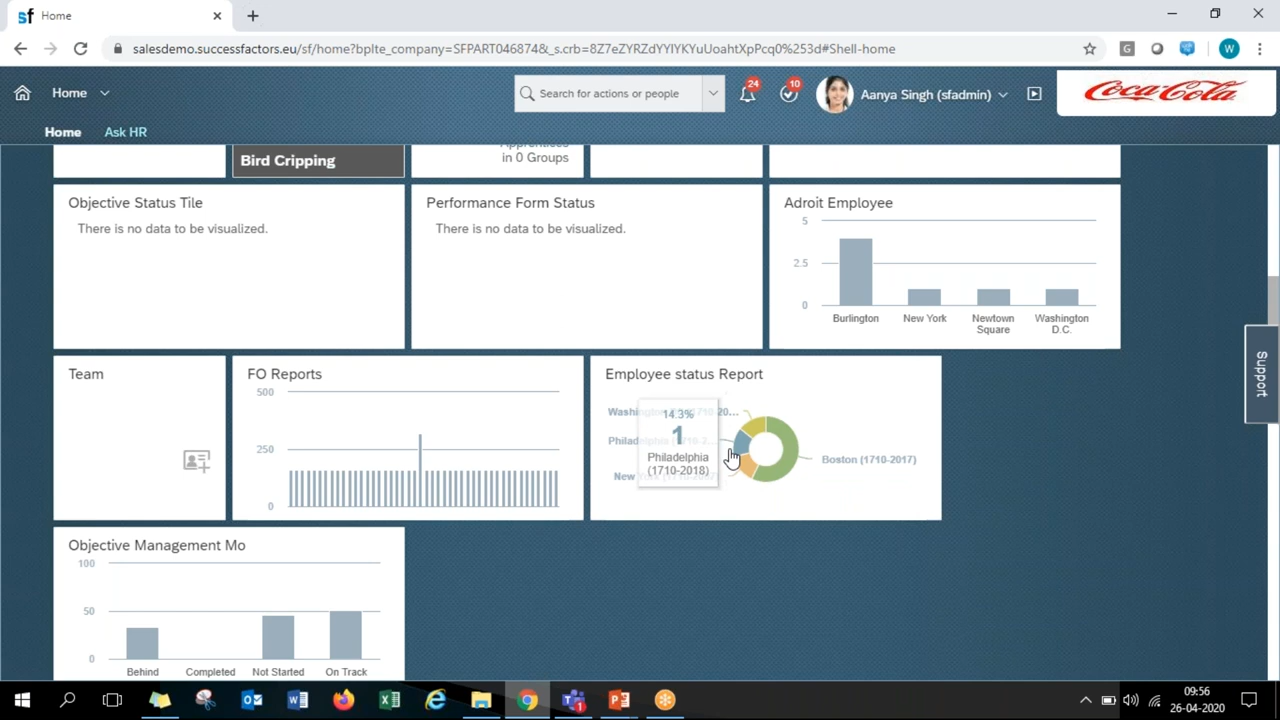 sf Home
salesdemo.successfactors.eu/sf/home?bplte_company=SFPART046874&_s.crb=8Z7eZYRZdYYlYKYuUoahtXpPcq0%253d#Shell-home
G
W
Home
Search for actions or people
24
10
Aanya Singh (sfadmin)
Coca-Cola
Home
Ask HR
Bird Cripping
Apprentices
in 0 Groups
Objective Status Tile
There is no data to be visualized.
Performance Form Status
There is no data to be visualized.
Adroit Employee
5
2.5
0
Burlington
New York
Newtown
Square
Washington
D.C.
Team
FO Reports
500
250
0
Employee status Report
14.3%
1
Philadelphia
(1710-2018)
Boston (1710-2017)
Support
Objective Management Mo
100
50
0
Behind
Completed
Not Started
On Track
09:56
26-04-2020